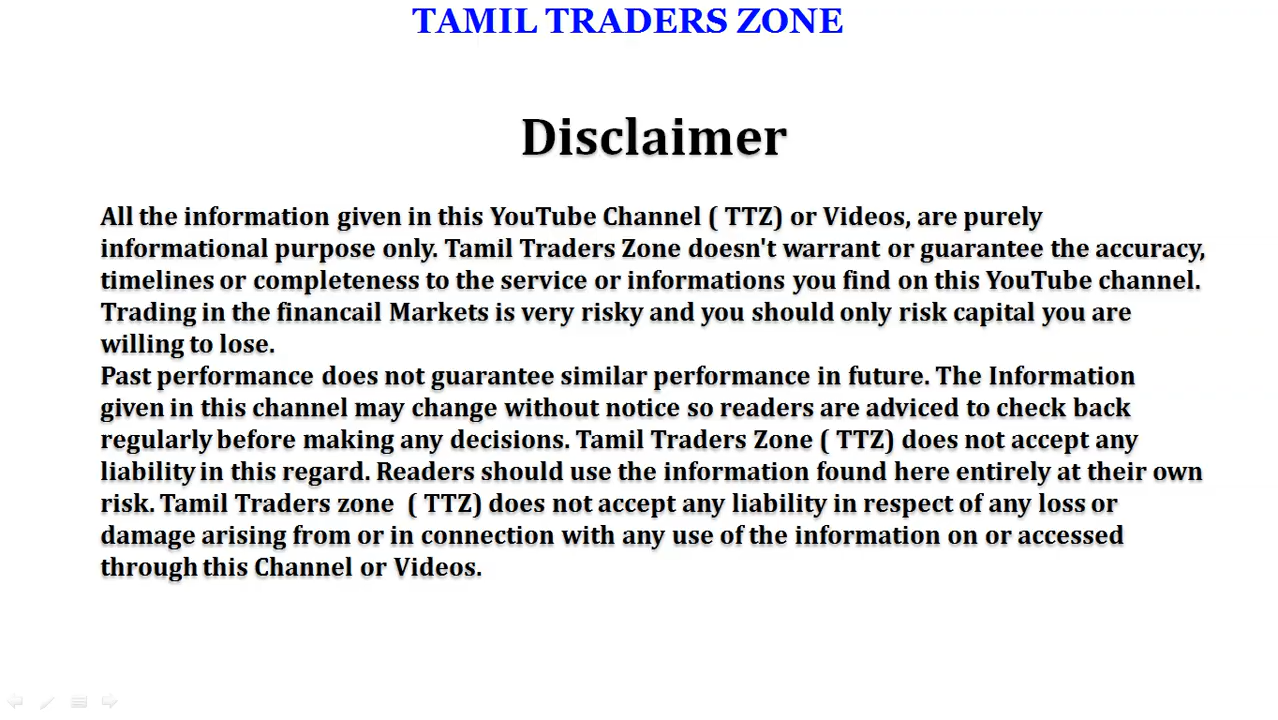 TAMIL TRADERS ZONE
Disclaimer
All the information given in this YouTube Channel ( TTZ) or Videos, are purely
informational purpose only. Tamil Traders Zone doesn't warrant or guarantee the accuracy,
timelines or completeness to the service or informations you find on this YouTube channel.
Trading in the financail Markets is very risky and you should only risk capital you are
willing to lose.
Past performance does not guarantee similar performance in future. The Information
given in this channel may change without notice so readers are adviced to check back
regularly before making any decisions. Tamil Traders Zone ( TTZ) does not accept any
liability in this regard. Readers should use the information found here entirely at their own
risk. Tamil Traders zone  ( TTZ) does not accept any liability in respect of any loss or
damage arising from or in connection with any use of the information on or accessed
through this Channel or Videos.